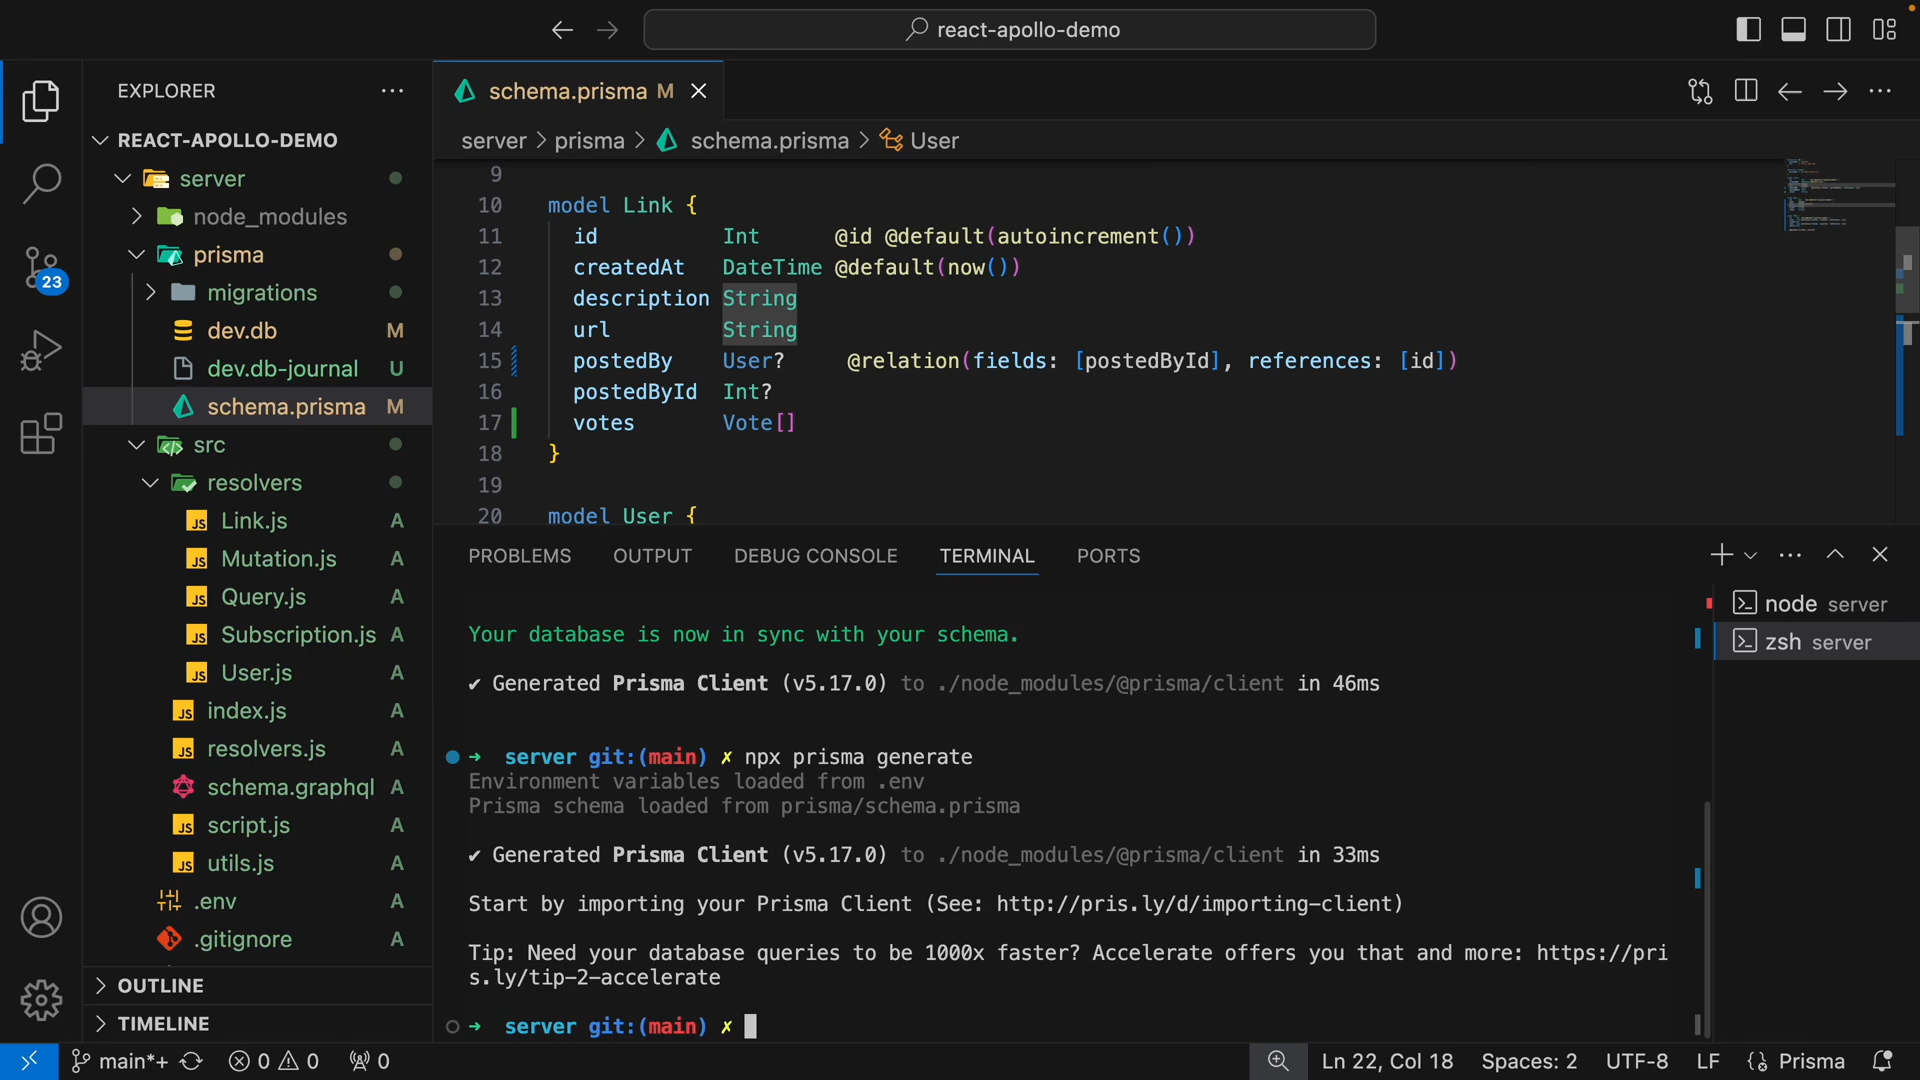 react-apollo-demo
EXPLORER
REACT-APOLLO-DEMO
server
node_modules
prisma
migrations
dev.db M
dev.db-journal U
schema.prisma M
src
resolvers
JS Link.js A
JS Mutation.js A
JS Query.js A
JS Subscription.js A
JS User.js A
JS index.js A
JS resolvers.js A
schema.graphql A
JS script.js A
JS utils.js A
.env A
.gitignore A
OUTLINE
TIMELINE
23
schema.prisma M
server > prisma > schema.prisma > User
9
10 model Link {
11 id Int @id @default(autoincrement())
12 createdAt DateTime @default(now())
13 description String
14 url String
15 postedBy User? @relation(fields: [postedById], references: [id])
16 postedById Int?
17 votes Vote[]
18 }
19
20 model User {
PROBLEMS OUTPUT DEBUG CONSOLE TERMINAL PORTS
Your database is now in sync with your schema.
✔ Generated Prisma Client (v5.17.0) to ./node_modules/@prisma/client in 46ms
➜ server git:(main) ✗ npx prisma generate
Environment variables loaded from .env
Prisma schema loaded from prisma/schema.prisma
✔ Generated Prisma Client (v5.17.0) to ./node_modules/@prisma/client in 33ms
Start by importing your Prisma Client (See: http://pris.ly/d/importing-client)
Tip: Need your database queries to be 1000x faster? Accelerate offers you that and more: https://pri
s.ly/tip-2-accelerate
➜ server git:(main) ✗
node server
zsh server
main*+ 0 0 0 Ln 22, Col 18 Spaces: 2 UTF-8 LF Prisma